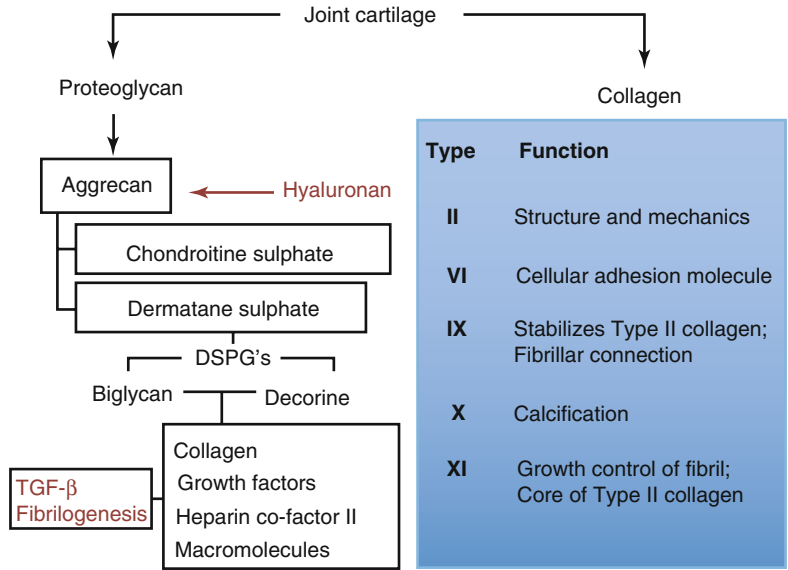 Joint cartilage
Proteoglycan
Aggrecan
Hyaluronan
Chondroitine sulphate
Dermatane sulphate
DSPG's
Biglycan
Decorine
Collagen
Growth factors
Heparin co-factor II
Macromolecules
TGF-β
Fibrilogenesis
Collagen
Type Function
II Structure and mechanics
VI Cellular adhesion molecule
IX Stabilizes Type II collagen;
Fibrillar connection
X Calcification
XI Growth control of fibril;
Core of Type II collagen